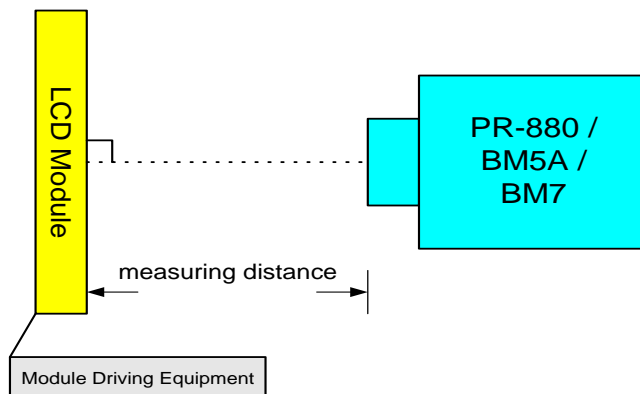 LCD Module
PR-880 /
BM5A /
BM7
measuring distance
Module Driving Equipment